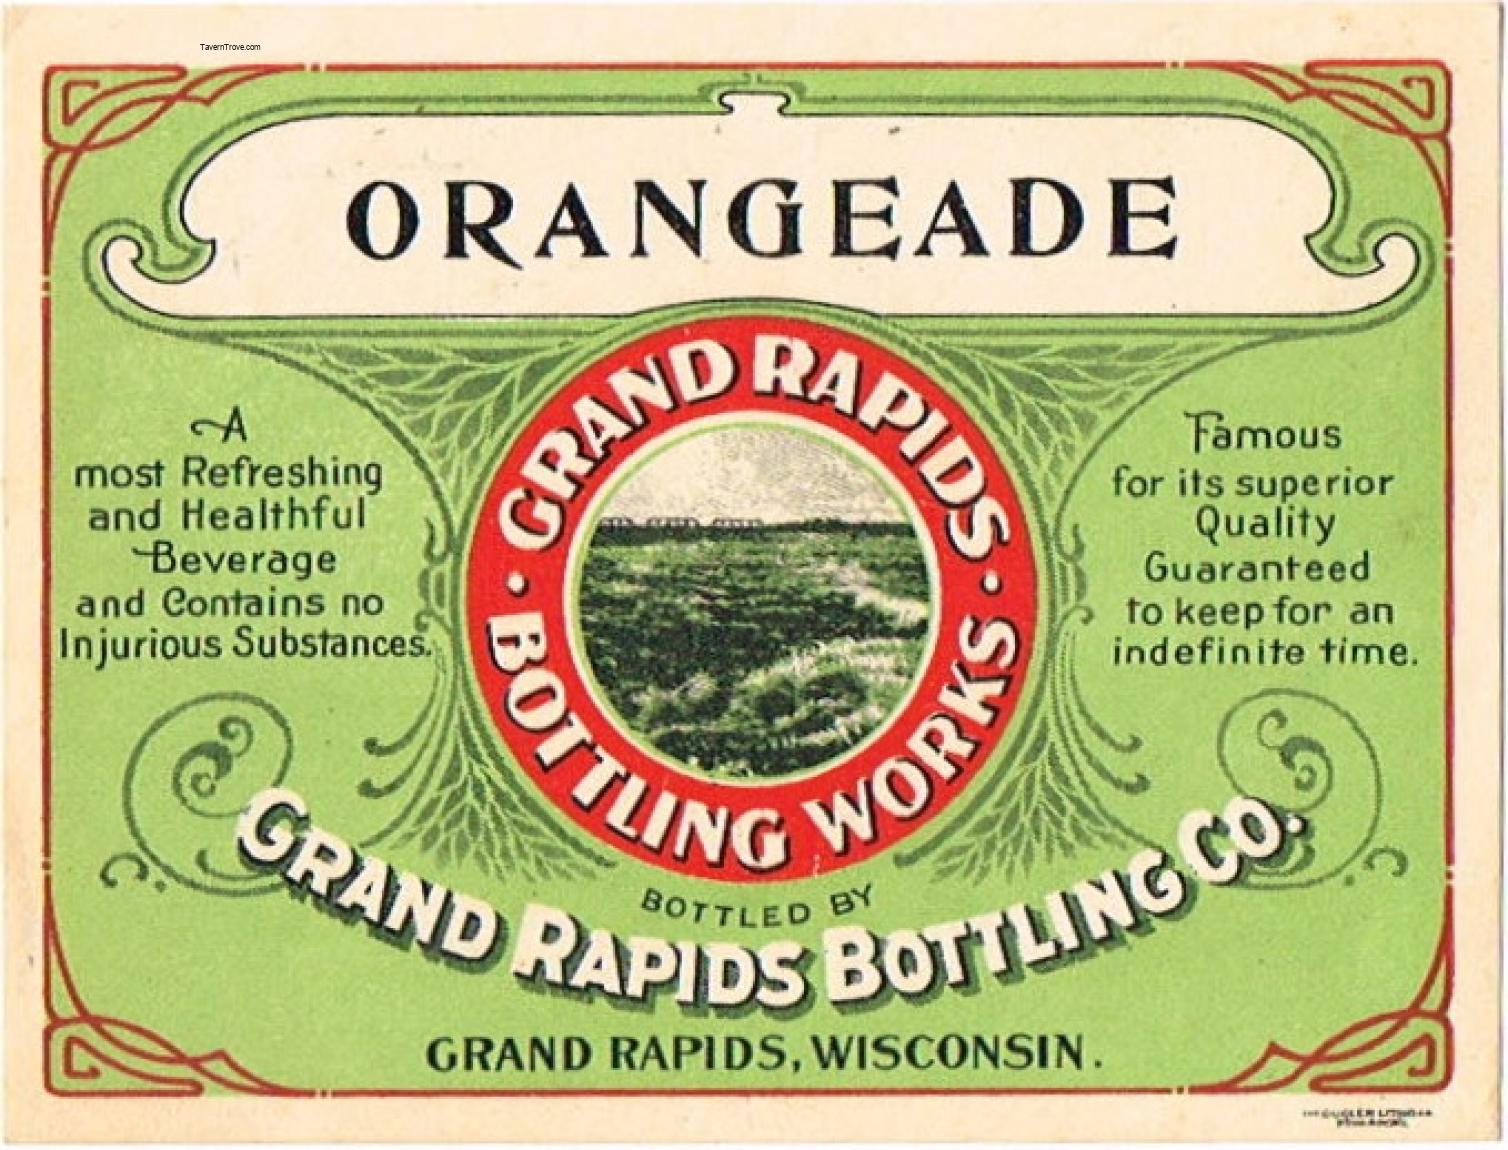 TavernTrove.com
ORANGEADE
GRAND RAPIDS
· BOTTLING WORKS ·
A
most Refreshing
and Healthful
Beverage
and Contains no
Injurious Substances.
Famous
for its superior
Quality
Guaranteed
to keep for an
indefinite time.
BOTTLED BY
GRAND RAPIDS BOTTLING CO.
GRAND RAPIDS, WISCONSIN.